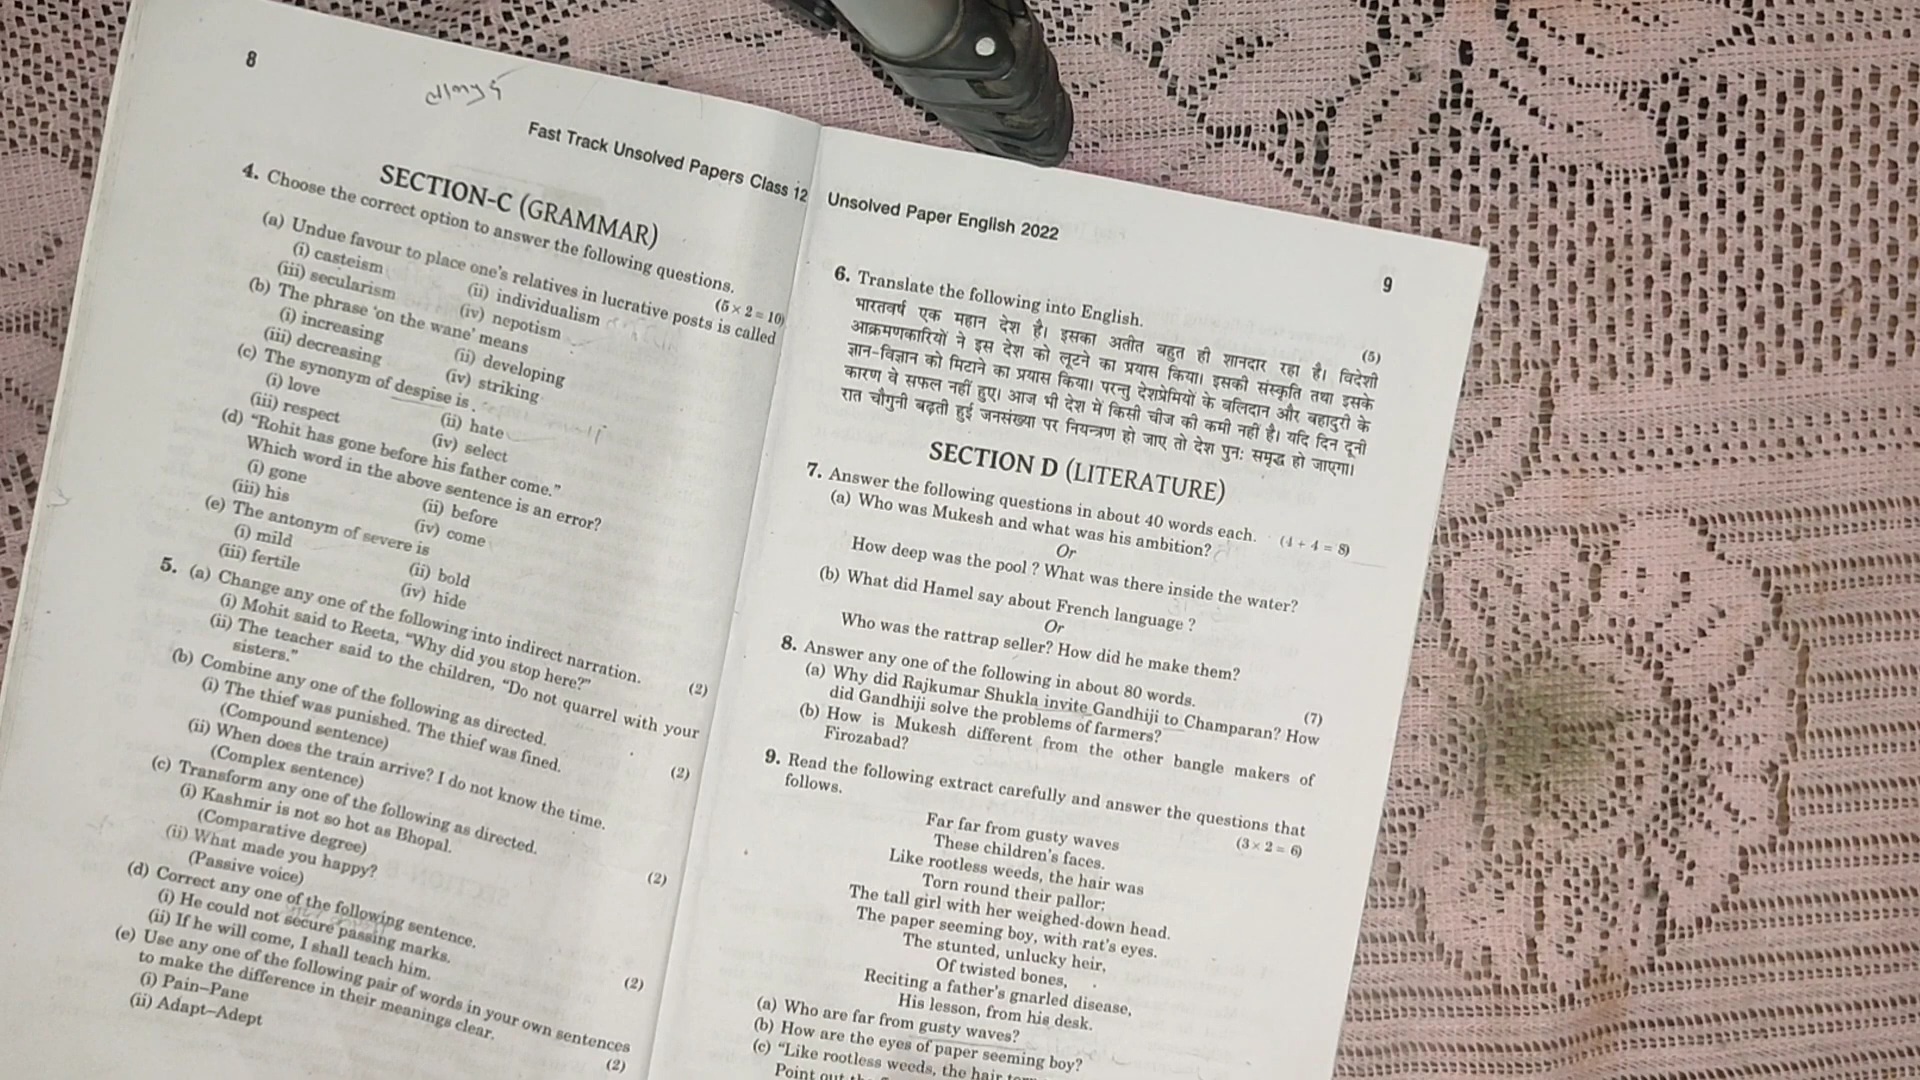 8
Fast Track Unsolved Papers Class 12
SECTION-C (GRAMMAR)
4. Choose the correct option to answer the following questions.
(5 × 2 = 10)
(a) Undue favour to place one's relatives in lucrative posts is called
(i) casteism (ii) individualism
(iii) secularism (iv) nepotism
(b) The phrase 'on the wane' means
(i) increasing (ii) developing
(iii) decreasing (iv) striking
(c) The synonym of despise is .
(i) love (ii) hate
(iii) respect (iv) select
(d) "Rohit has gone before his father come."
Which word in the above sentence is an error?
(i) gone (ii) before
(iii) his (iv) come
(e) The antonym of severe is
(i) mild (ii) bold
(iii) fertile (iv) hide
5. (a) Change any one of the following into indirect narration. (2)
(i) Mohit said to Reeta, "Why did you stop here?"
(ii) The teacher said to the children, "Do not quarrel with your
sisters."
(b) Combine any one of the following as directed. (2)
(i) The thief was punished. The thief was fined.
(Compound sentence)
(ii) When does the train arrive? I do not know the time.
(Complex sentence)
(c) Transform any one of the following as directed. (2)
(i) Kashmir is not so hot as Bhopal.
(Comparative degree)
(ii) What made you happy?
(Passive voice)
(d) Correct any one of the following sentence. (2)
(i) He could not secure passing marks.
(ii) If he will come, I shall teach him.
(e) Use any one of the following pair of words in your own sentences
to make the difference in their meanings clear. (2)
(i) Pain–Pane
(ii) Adapt–Adept
Unsolved Paper English 2022
9
6. Translate the following into English. (5)
भारतवर्ष एक महान देश है। इसका अतीत बहुत ही शानदार रहा है। विदेशी
आक्रमणकारियों ने इस देश को लूटने का प्रयास किया। इसकी संस्कृति तथा इसके
ज्ञान-विज्ञान को मिटाने का प्रयास किया। परन्तु देशप्रेमियों के बलिदान और बहादुरी के
कारण वे सफल नहीं हुए। आज भी देश में किसी चीज की कमी नहीं है। यदि दिन दूनी
रात चौगुनी बढ़ती हुई जनसंख्या पर नियन्त्रण हो जाए तो देश पुनः समृद्ध हो जाएगा।
SECTION D (LITERATURE)
7. Answer the following questions in about 40 words each. (4 + 4 = 8)
(a) Who was Mukesh and what was his ambition?
Or
How deep was the pool ? What was there inside the water?
(b) What did Hamel say about French language ?
Or
Who was the rattrap seller? How did he make them?
8. Answer any one of the following in about 80 words. (7)
(a) Why did Rajkumar Shukla invite Gandhiji to Champaran? How
did Gandhiji solve the problems of farmers?
(b) How is Mukesh different from the other bangle makers of
Firozabad?
9. Read the following extract carefully and answer the questions that
follows. (3 × 2 = 6)
Far far from gusty waves
These children's faces.
Like rootless weeds, the hair was
Torn round their pallor;
The tall girl with her weighed-down head.
The paper seeming boy, with rat's eyes.
The stunted, unlucky heir,
Of twisted bones,
Reciting a father's gnarled disease,
His lesson, from his desk.
(a) Who are far from gusty waves?
(b) How are the eyes of paper seeming boy?
(c) "Like rootless weeds, the hair
Point out